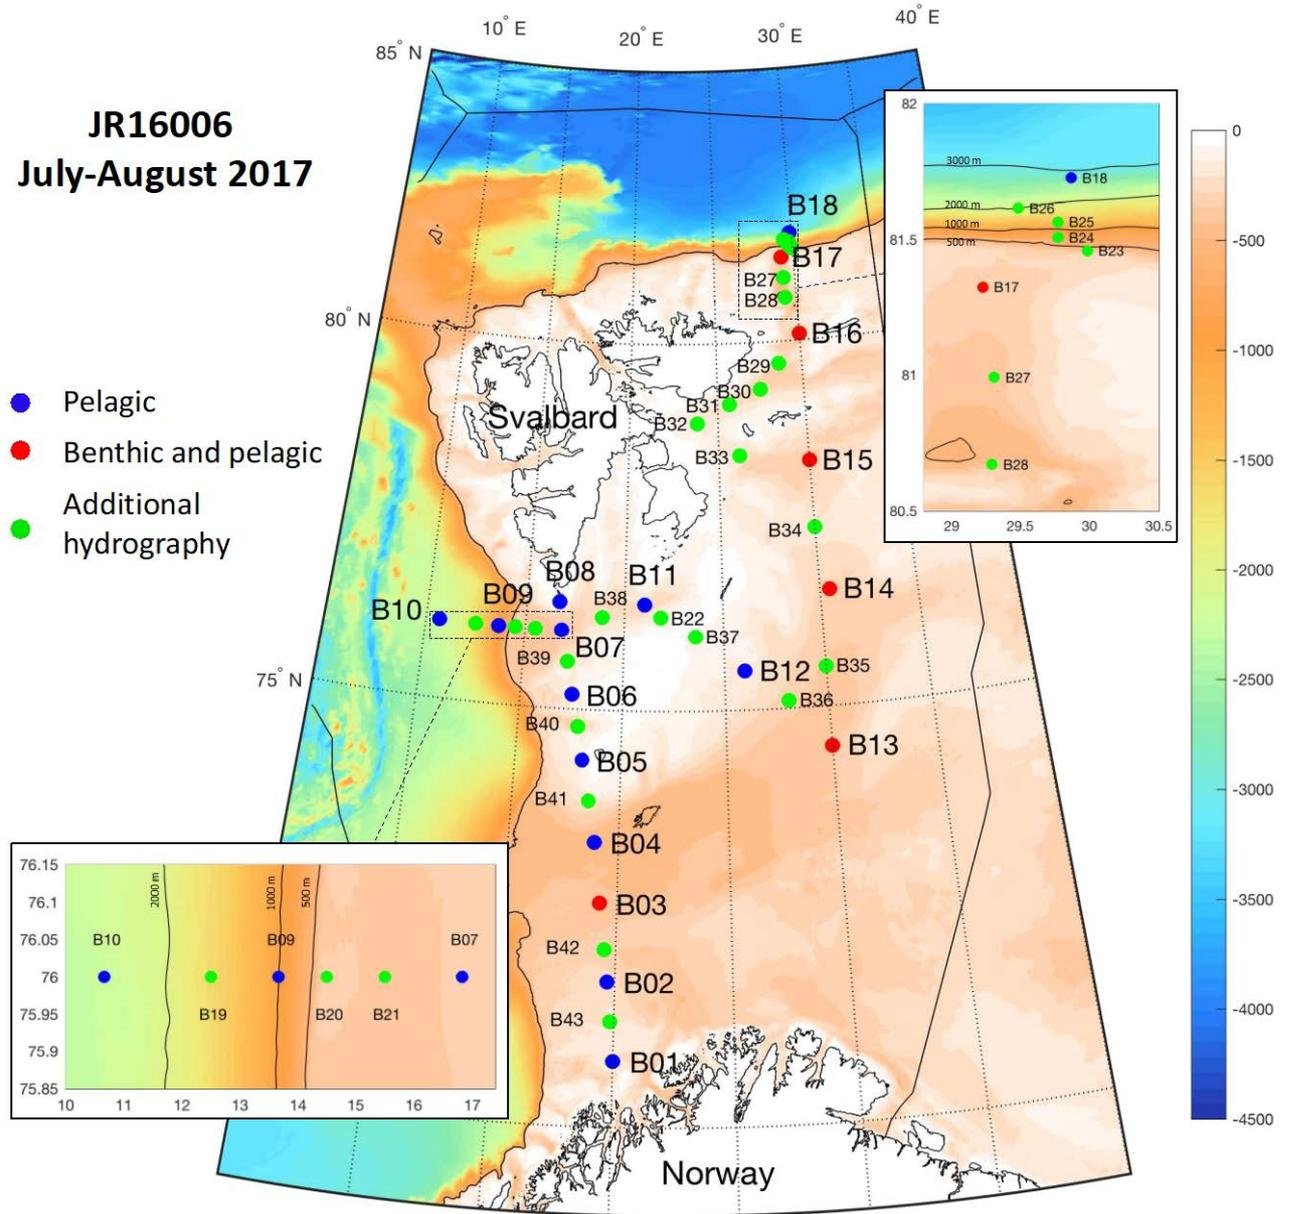 10° E
20° E
30° E
40° E
85° N
80° N
75° N
JR16006
July-August 2017
Pelagic
Benthic and pelagic
Additional
hydrography
B18
B17
B27
B28
B16
B29
B30
B31
B32
B33
Svalbard
B15
B34
B08
B11
B14
B10
B09
B38
B22
B37
B07
B39
B12
B35
B06
B36
B40
B13
B05
B41
B04
B03
B42
B02
B43
B01
Norway
82
81.5
81
80.5
3000 m
B18
2000 m
B26
B25
1000 m
B24
500 m
B23
B17
B27
B28
29
29.5
30
30.5
0
-500
-1000
-1500
-2000
-2500
-3000
-3500
-4000
-4500
76.15
76.1
76.05
76
75.95
75.9
75.85
2000 m
1000 m
500 m
B10
B09
B07
B19
B20
B21
10
11
12
13
14
15
16
17